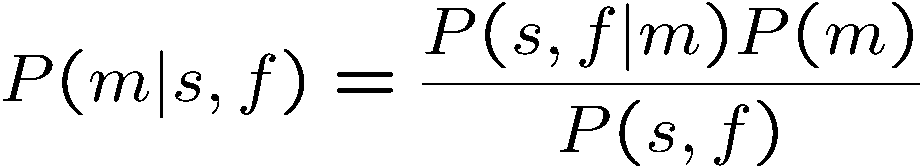 P(m|s, f) = \frac{P(s, f|m)P(m)}{P(s, f)}